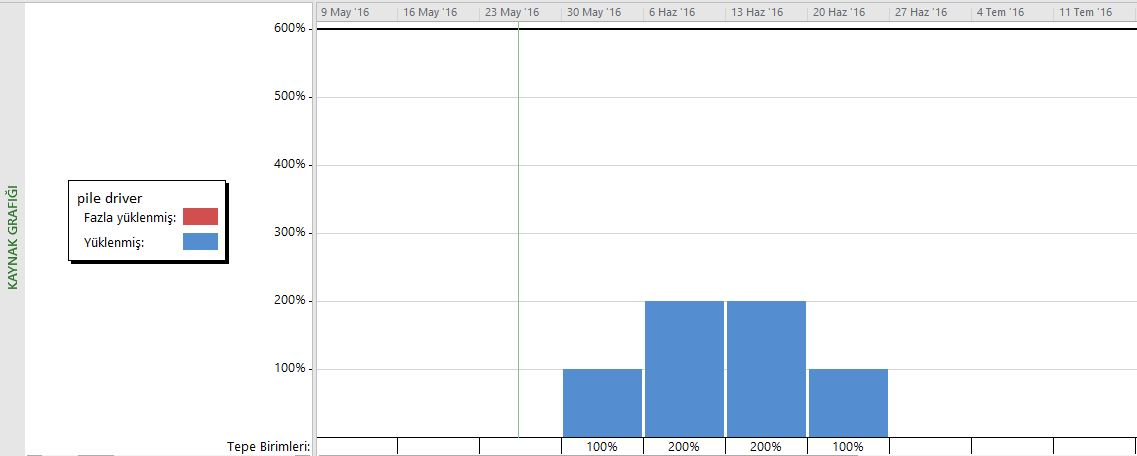 9 May '16 16 May '16 23 May '16 30 May '16 6 Haz '16 13 Haz '16 20 Haz '16 27 Haz '16 4 Tem '16 11 Tem '16
600%
500%
400%
300%
200%
100%
KAYNAK GRAFIĞI
pile driver
Fazla yüklenmiş:
Yüklenmiş:
Tepe Birimleri: 100% 200% 200% 100%